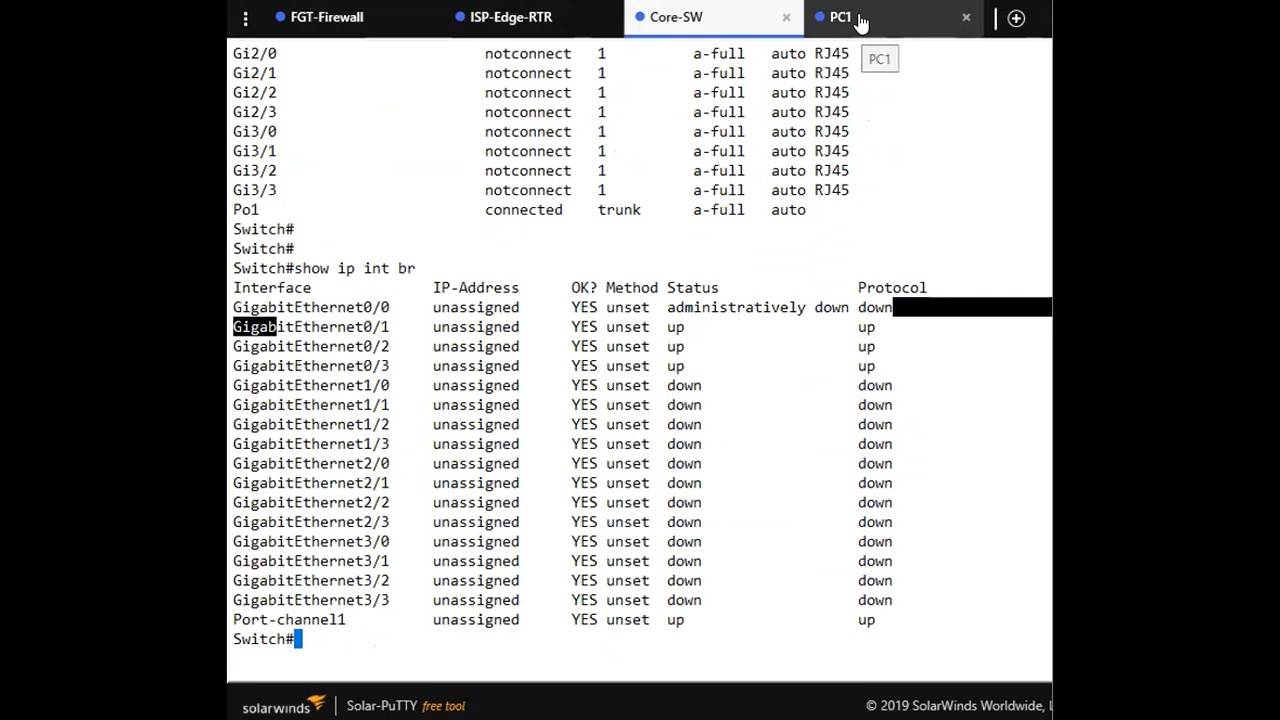 FGT-Firewall ISP-Edge-RTR Core-SW × PC1 ×
PC1
Gi2/0 notconnect 1 a-full auto RJ45
Gi2/1 notconnect 1 a-full auto RJ45
Gi2/2 notconnect 1 a-full auto RJ45
Gi2/3 notconnect 1 a-full auto RJ45
Gi3/0 notconnect 1 a-full auto RJ45
Gi3/1 notconnect 1 a-full auto RJ45
Gi3/2 notconnect 1 a-full auto RJ45
Gi3/3 notconnect 1 a-full auto RJ45
Po1 connected trunk a-full auto
Switch#
Switch#
Switch#show ip int br
Interface IP-Address OK? Method Status Protocol
GigabitEthernet0/0 unassigned YES unset administratively down down
GigabitEthernet0/1 unassigned YES unset up up
GigabitEthernet0/2 unassigned YES unset up up
GigabitEthernet0/3 unassigned YES unset up up
GigabitEthernet1/0 unassigned YES unset down down
GigabitEthernet1/1 unassigned YES unset down down
GigabitEthernet1/2 unassigned YES unset down down
GigabitEthernet1/3 unassigned YES unset down down
GigabitEthernet2/0 unassigned YES unset down down
GigabitEthernet2/1 unassigned YES unset down down
GigabitEthernet2/2 unassigned YES unset down down
GigabitEthernet2/3 unassigned YES unset down down
GigabitEthernet3/0 unassigned YES unset down down
GigabitEthernet3/1 unassigned YES unset down down
GigabitEthernet3/2 unassigned YES unset down down
GigabitEthernet3/3 unassigned YES unset down down
Port-channel1 unassigned YES unset up up
Switch#
solarwinds Solar-PuTTY free tool © 2019 SolarWinds Worldwide,